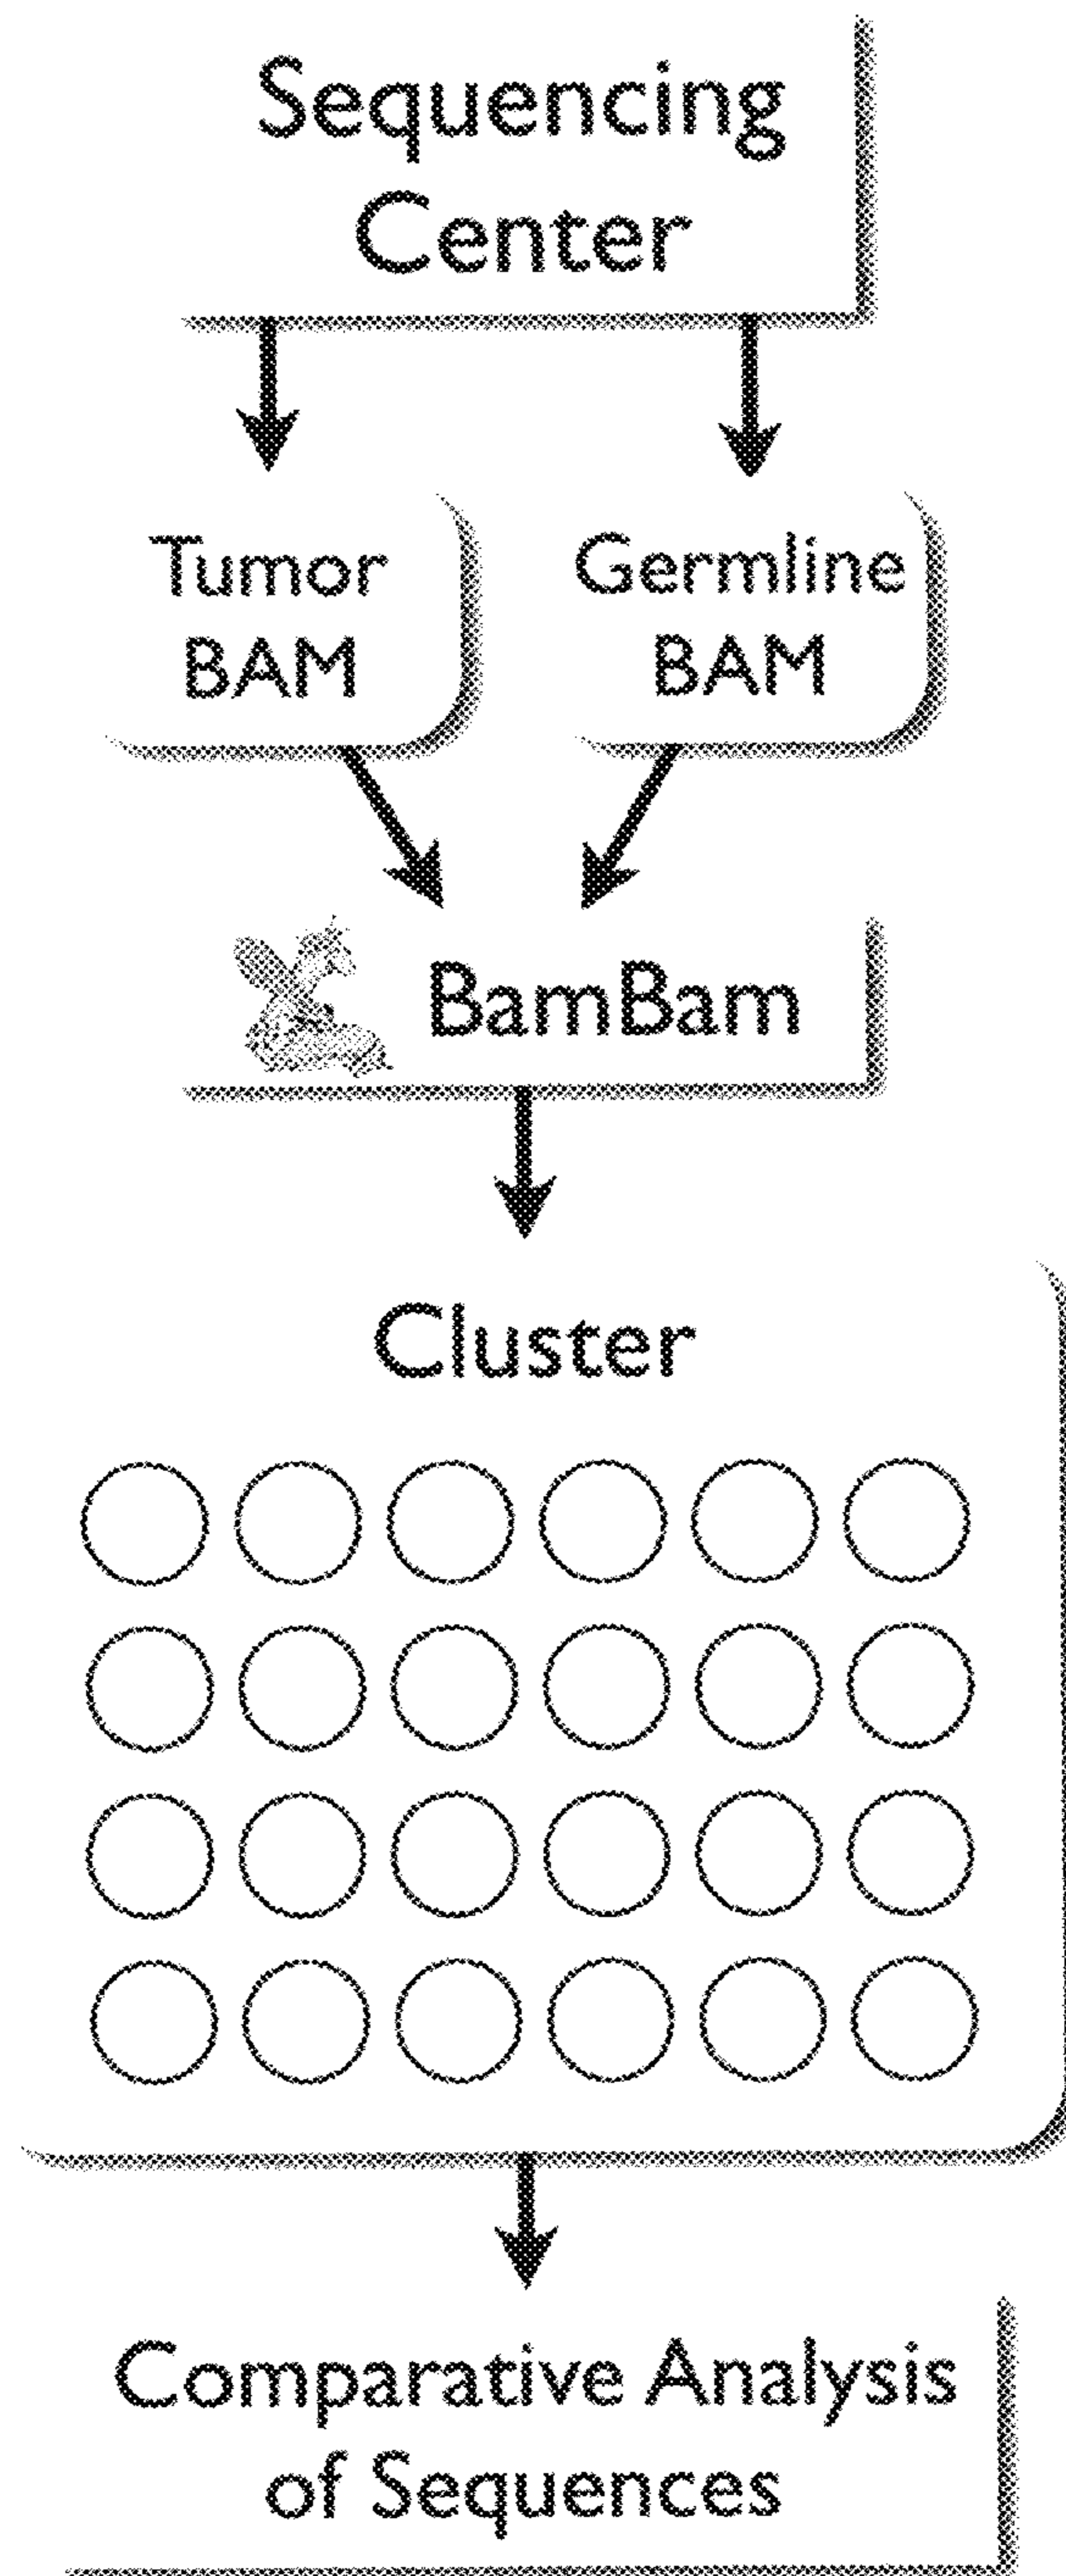 Sequencing
Center
Tumor
BAM
Germline
BAM
BamBam
Cluster
Comparative Analysis
of Sequences